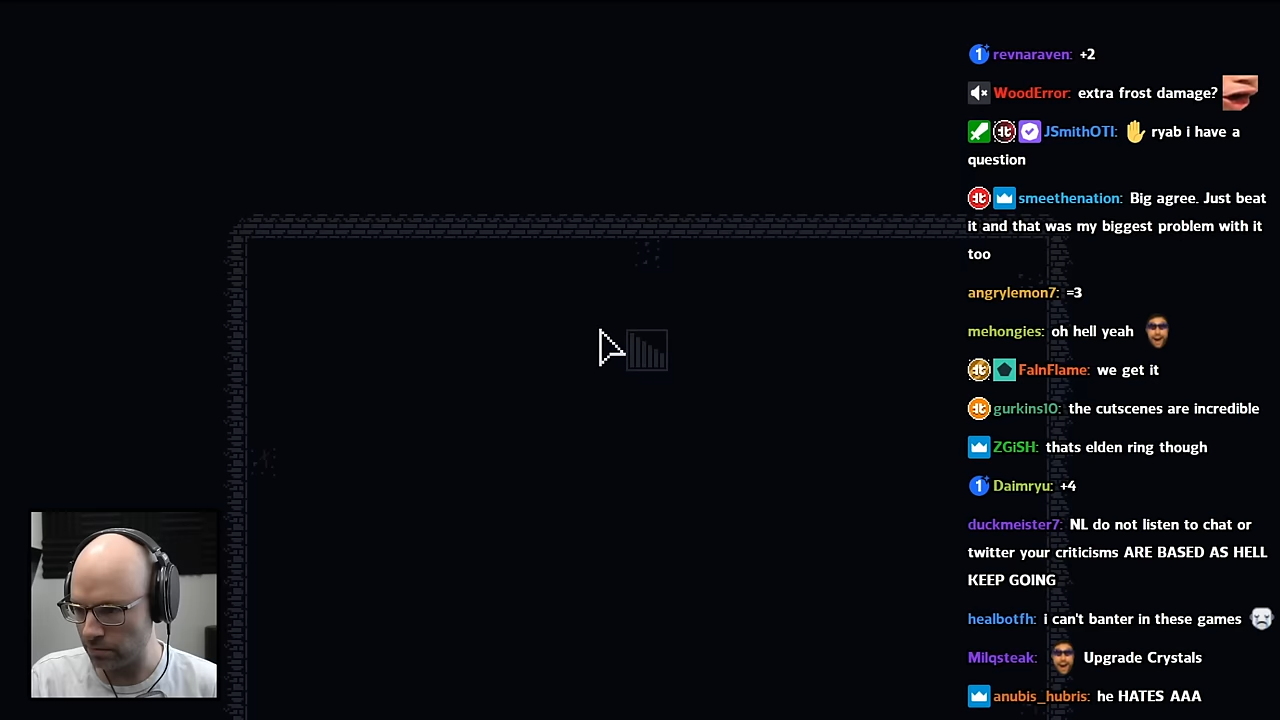 revnaraven: +2
WoodError: extra frost damage?
JSmithOTI: ryab i have a
question
smeethenation: Big agree. Just beat
it and that was my biggest problem with it
too
angrylemon7: =3
mehongies: oh hell yeah
FalnFlame: we get it
gurkins10: the cutscenes are incredible
ZGiSH: thats elden ring though
Daimryu: +4
duckmeister7: NL do not listen to chat or
twitter your criticisms ARE BASED AS HELL
KEEP GOING
healbotfh: i can't banter in these games
Milqsteak: Upgrade Crystals
anubis_hubris: he HATES AAA